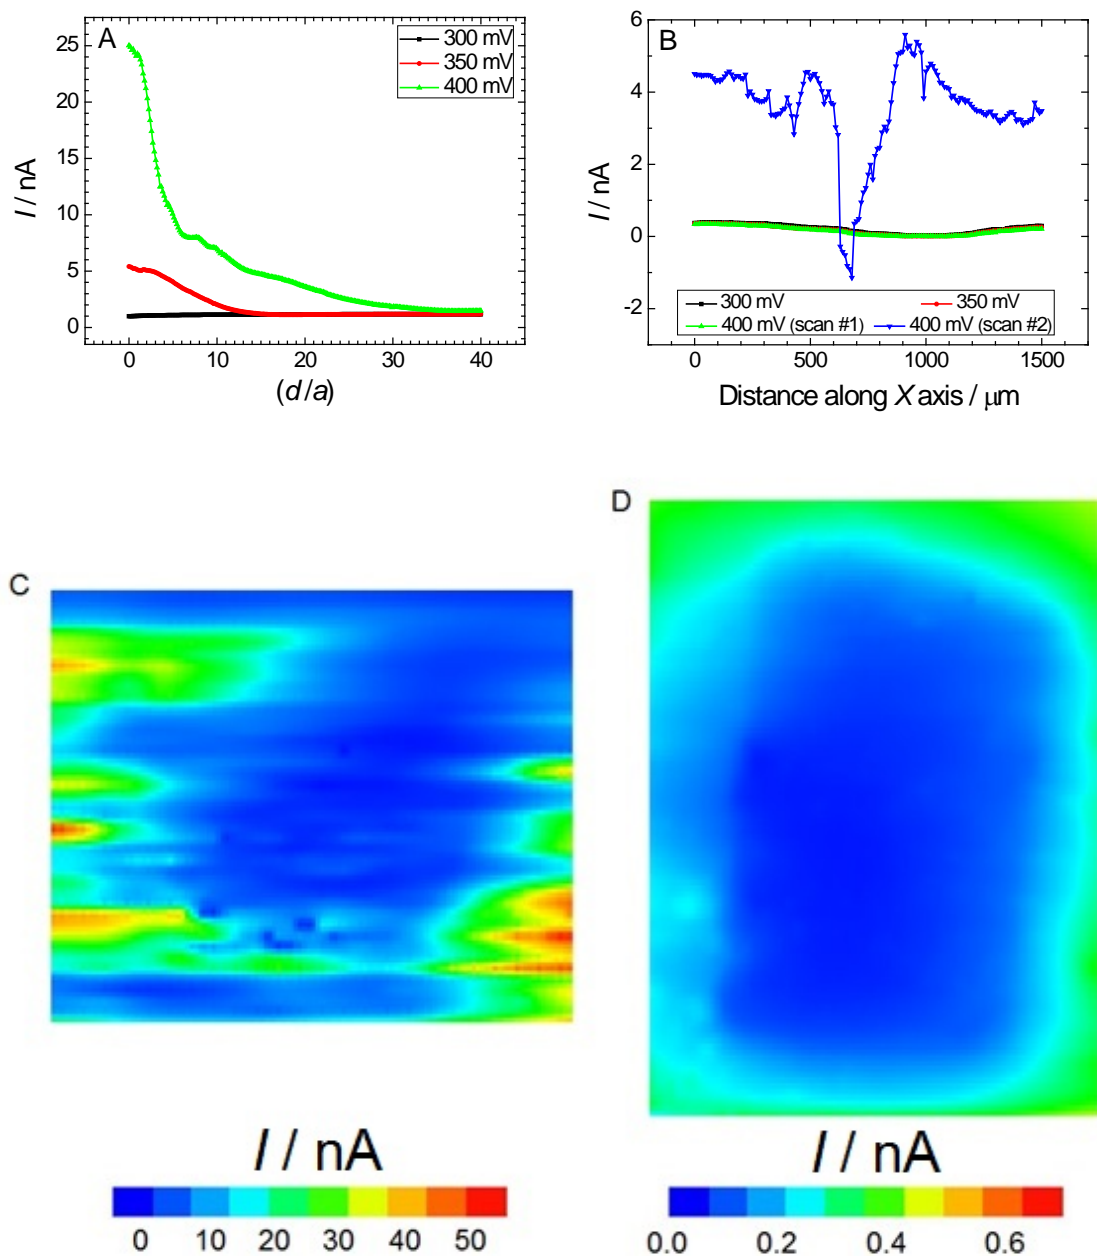 A
300 mV
350 mV
400 mV
25
20
15
10
5
0
I / nA
0 10 20 30 40
(d/a)
B
6
4
2
0
-2
I / nA
300 mV 350 mV
400 mV (scan #1) 400 mV (scan #2)
0 500 1000 1500
Distance along X axis / μm
C
I / nA
0 10 20 30 40 50
D
I / nA
0.0 0.2 0.4 0.6